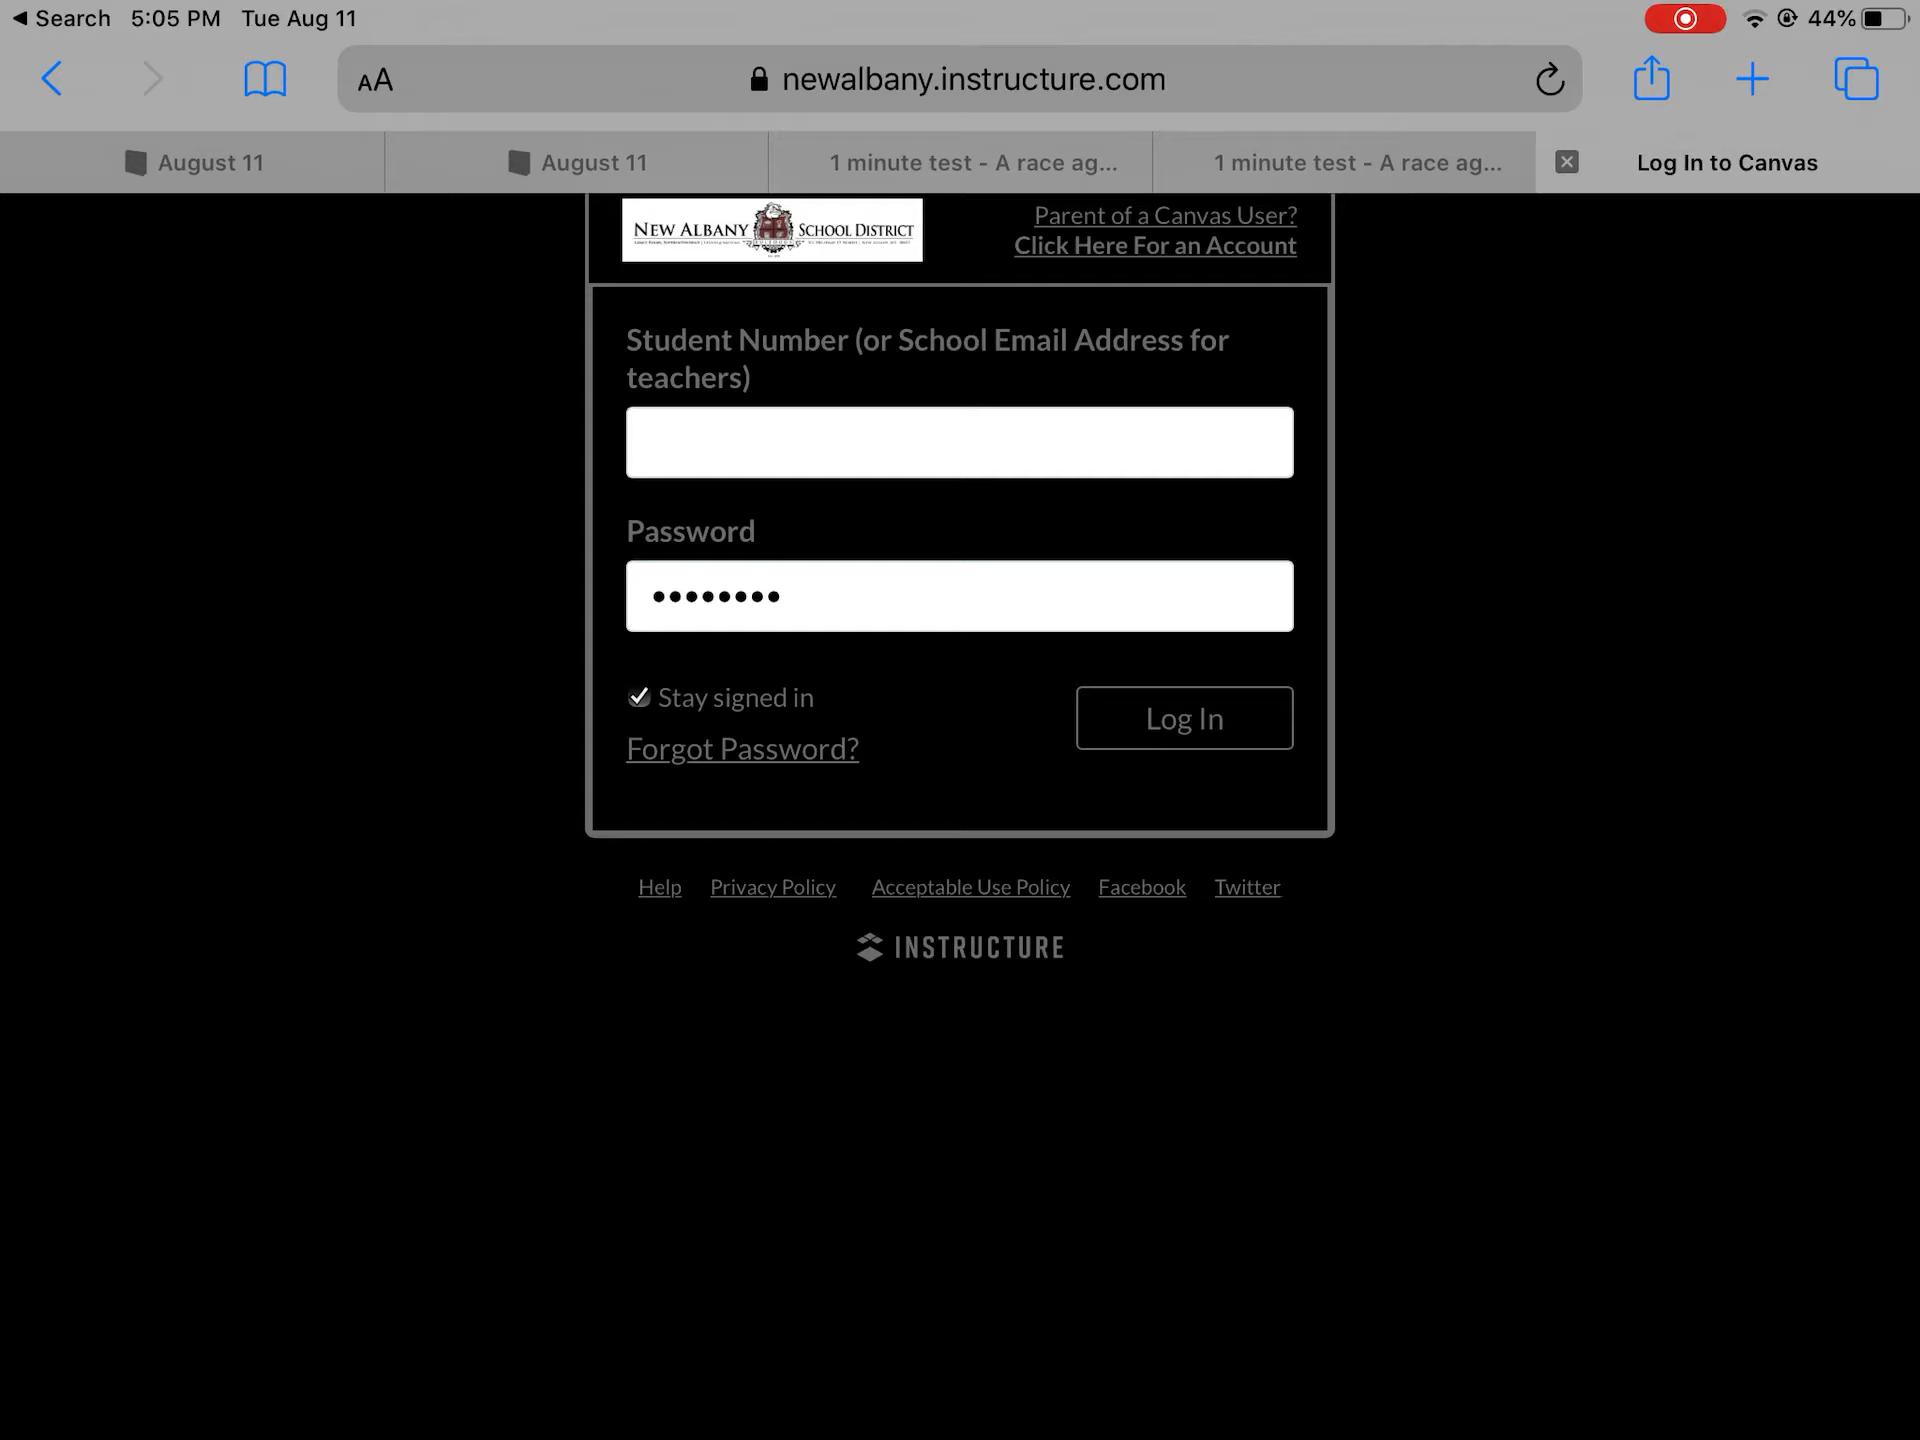 Search 5:05 PM Tue Aug 11
44%
AA newalbany.instructure.com
August 11
August 11
1 minute test - A race ag...
1 minute test - A race ag...
Log In to Canvas
NEW ALBANY SCHOOL DISTRICT
Parent of a Canvas User?
Click Here For an Account
Student Number (or School Email Address for
teachers)
Password
••••••••
Stay signed in
Log In
Forgot Password?
Help Privacy Policy Acceptable Use Policy Facebook Twitter
INSTRUCTURE